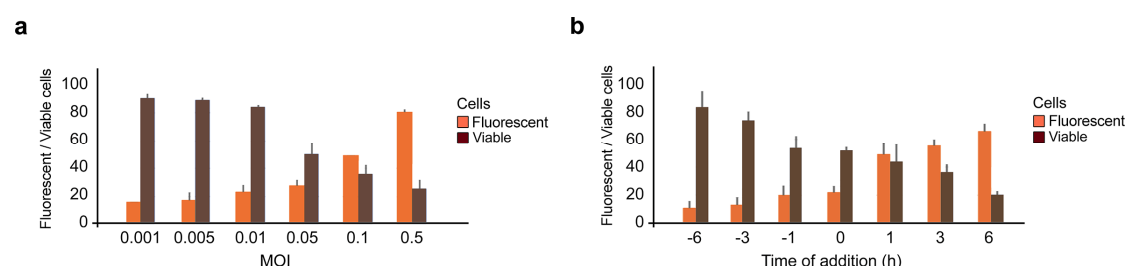 a
Fluorescent / Viable cells
100
80
60
40
20
0
0.001 0.005 0.01 0.05 0.1 0.5
MOI
Cells
Fluorescent
Viable
b
Fluorescent / Viable cells
100
80
60
40
20
0
-6 -3 -1 0 1 3 6
Time of addition (h)
Cells
Fluorescent
Viable